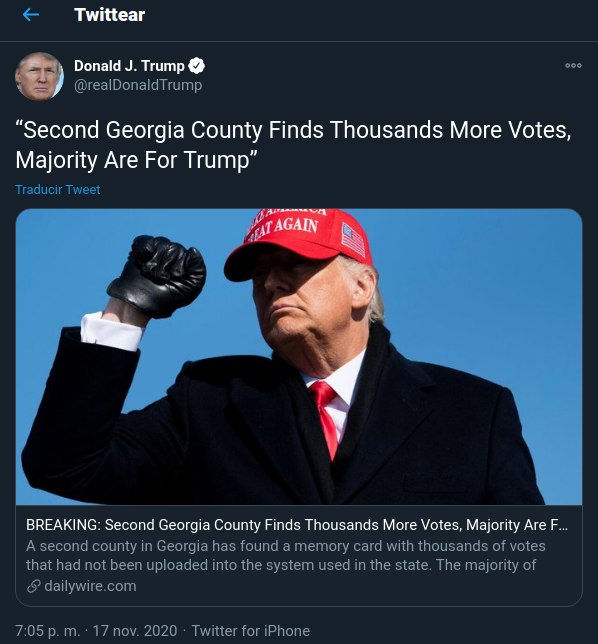 Twittear
Donald J. Trump
@realDonaldTrump
“Second Georgia County Finds Thousands More Votes,
Majority Are For Trump”
Traducir Tweet
MAKE AMERICA
GREAT AGAIN
BREAKING: Second Georgia County Finds Thousands More Votes, Majority Are F...
A second county in Georgia has found a memory card with thousands of votes
that had not been uploaded into the system used in the state. The majority of
dailywire.com
7:05 p. m. · 17 nov. 2020 · Twitter for iPhone